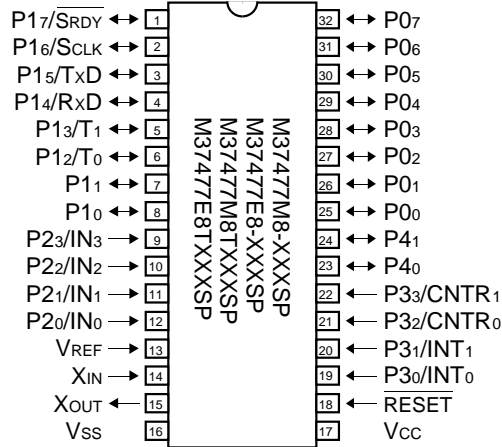 P17/SRDY ↔ 1
P16/SCLK ↔ 2
P15/TXD ↔ 3
P14/RXD ↔ 4
P13/T1 ↔ 5
P12/T0 ↔ 6
P11 ↔ 7
P10 ↔ 8
P23/IN3 → 9
P22/IN2 → 10
P21/IN1 → 11
P20/IN0 → 12
VREF → 13
XIN → 14
XOUT ← 15
VSS 16
M37477M8-XXXSP
M37477E8-XXXSP
M37477M8TXXXSP
M37477E8TXXXSP
32 ↔ P07
31 ↔ P06
30 ↔ P05
29 ↔ P04
28 ↔ P03
27 ↔ P02
26 ↔ P01
25 ↔ P00
24 ↔ P41
23 ↔ P40
22 ← P33/CNTR1
21 ← P32/CNTR0
20 ← P31/INT1
19 ← P30/INT0
18 ← RESET
17 VCC